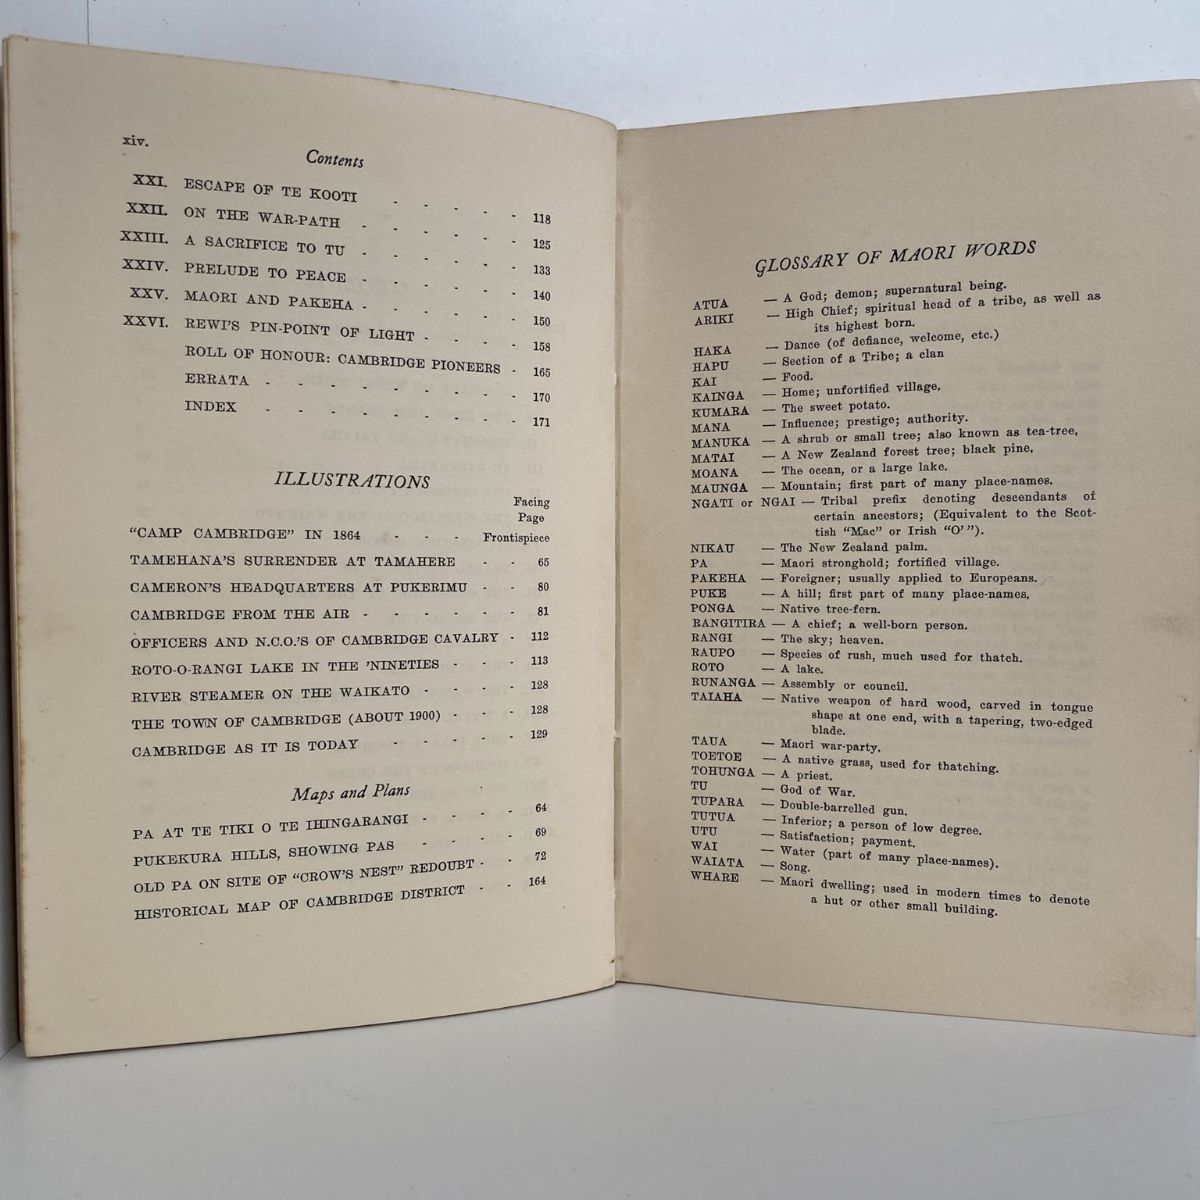 xiv.
Contents
XXI. ESCAPE OF TE KOOTI - - - - - 118
XXII. ON THE WAR-PATH - - - - - - 125
XXIII. A SACRIFICE TO TU - - - - - - 133
XXIV. PRELUDE TO PEACE - - - - - - 140
XXV. MAORI AND PAKEHA - - - - - - 150
XXVI. REWI'S PIN-POINT OF LIGHT - - - - 158
ROLL OF HONOUR: CAMBRIDGE PIONEERS - 165
ERRATA - - - - - - - - - 170
INDEX - - - - - - - - - 171
ILLUSTRATIONS
Facing
Page
"CAMP CAMBRIDGE" IN 1864 - - - Frontispiece
TAMEHANA'S SURRENDER AT TAMAHERE - - 65
CAMERON'S HEADQUARTERS AT PUKERIMU - - 80
CAMBRIDGE FROM THE AIR - - - - - - 81
OFFICERS AND N.C.O.'S OF CAMBRIDGE CAVALRY - 112
ROTO-O-RANGI LAKE IN THE 'NINETIES - - - 113
RIVER STEAMER ON THE WAIKATO - - - - 128
THE TOWN OF CAMBRIDGE (ABOUT 1900) - - - 128
CAMBRIDGE AS IT IS TODAY - - - - - 129
Maps and Plans
PA AT TE TIKI O TE IHINGARANGI - - - - 64
PUKEKURA HILLS, SHOWING PAS - - - - 69
OLD PA ON SITE OF "CROW'S NEST" REDOUBT - - 72
HISTORICAL MAP OF CAMBRIDGE DISTRICT - - 164
GLOSSARY OF MAORI WORDS
ATUA — A God; demon; supernatural being.
ARIKI — High Chief; spiritual head of a tribe, as well as
its highest born.
HAKA — Dance (of defiance, welcome, etc.)
HAPU — Section of a Tribe; a clan
KAI — Food.
KAINGA — Home; unfortified village.
KUMARA — The sweet potato.
MANA — Influence; prestige; authority.
MANUKA — A shrub or small tree; also known as tea-tree.
MATAI — A New Zealand forest tree; black pine.
MOANA — The ocean, or a large lake.
MAUNGA — Mountain; first part of many place-names.
NGATI or NGAI — Tribal prefix denoting descendants of
certain ancestors; (Equivalent to the Scot-
tish "Mac" or Irish "O' ").
NIKAU — The New Zealand palm.
PA — Maori stronghold; fortified village.
PAKEHA — Foreigner; usually applied to Europeans.
PUKE — A hill; first part of many place-names.
PONGA — Native tree-fern.
RANGITIRA — A chief; a well-born person.
RANGI — The sky; heaven.
RAUPO — Species of rush, much used for thatch.
ROTO — A lake.
RUNANGA — Assembly or council.
TAIAHA — Native weapon of hard wood, carved in tongue
shape at one end, with a tapering, two-edged
blade.
TAUA — Maori war-party.
TOETOE — A native grass, used for thatching.
TOHUNGA — A priest.
TU — God of War.
TUPARA — Double-barrelled gun.
TUTUA — Inferior; a person of low degree.
UTU — Satisfaction; payment.
WAI — Water (part of many place-names).
WAIATA — Song.
WHARE — Maori dwelling; used in modern times to denote
a hut or other small building.